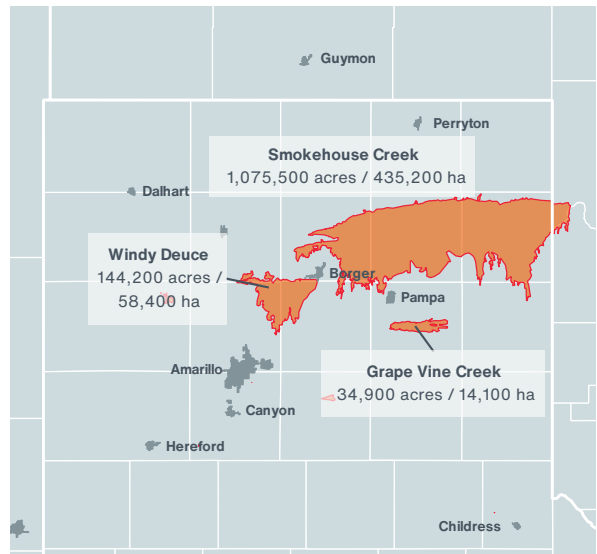 Guymon
Perryton
Smokehouse Creek
1,075,500 acres / 435,200 ha
Dalhart
Windy Deuce
144,200 acres /
58,400 ha
Borger
Pampa
Amarillo
Grape Vine Creek
34,900 acres / 14,100 ha
Canyon
Hereford
Childress